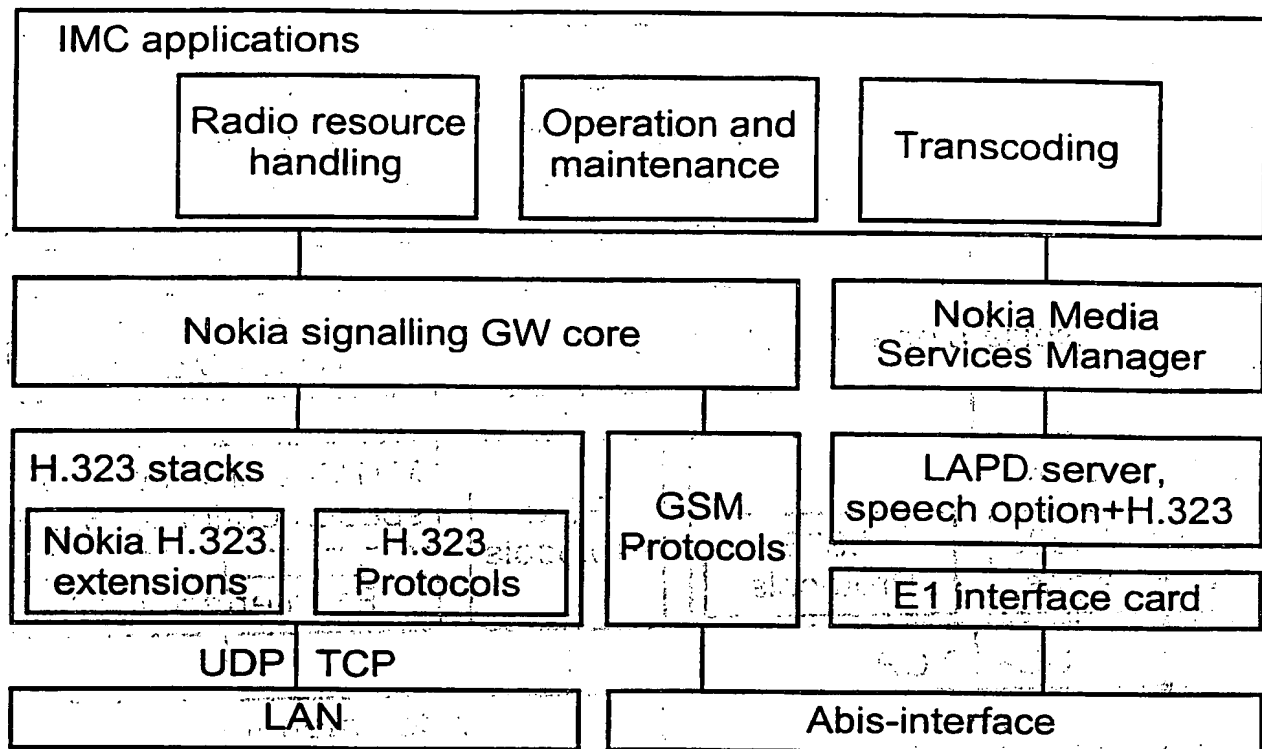 IMC applications
Radio resource
handling
Operation and
maintenance
Transcoding
Nokia signalling GW core
Nokia Media
Services Manager
H.323 stacks
Nokia H.323
extensions
H.323
Protocols
GSM
Protocols
LAPD server,
speech option+H.323
E1 interface card
UDP TCP
LAN
Abis-interface